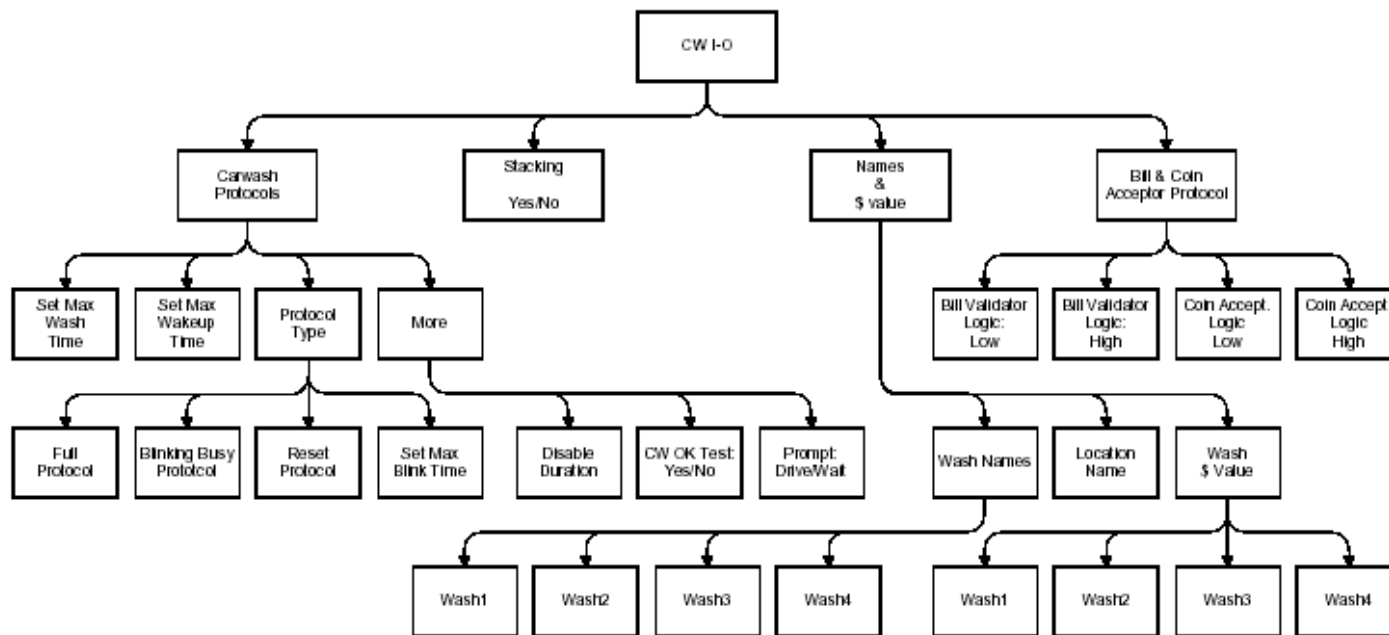 CW I-O
Carwash
Protocols
Stacking
Yes/No
Names
&
$ value
Bill & Coin
Acceptor Protocol
Set Max
Wash
Time
Set Max
Wakeup
Time
Protocol
Type
More
Bill Validator
Logic:
Low
Bill Validator
Logic:
High
Coin Accept.
Logic
Low
Coin Accept.
Logic
High
Full
Protocol
Blinking Busy
Prototcol
Reset
Protocol
Set Max
Blink Time
Disable
Duration
CW OK Test:
Yes/No
Prompt:
Drive/Wait
Wash Names
Location
Name
Wash
$ Value
Wash1
Wash2
Wash3
Wash4
Wash1
Wash2
Wash3
Wash4